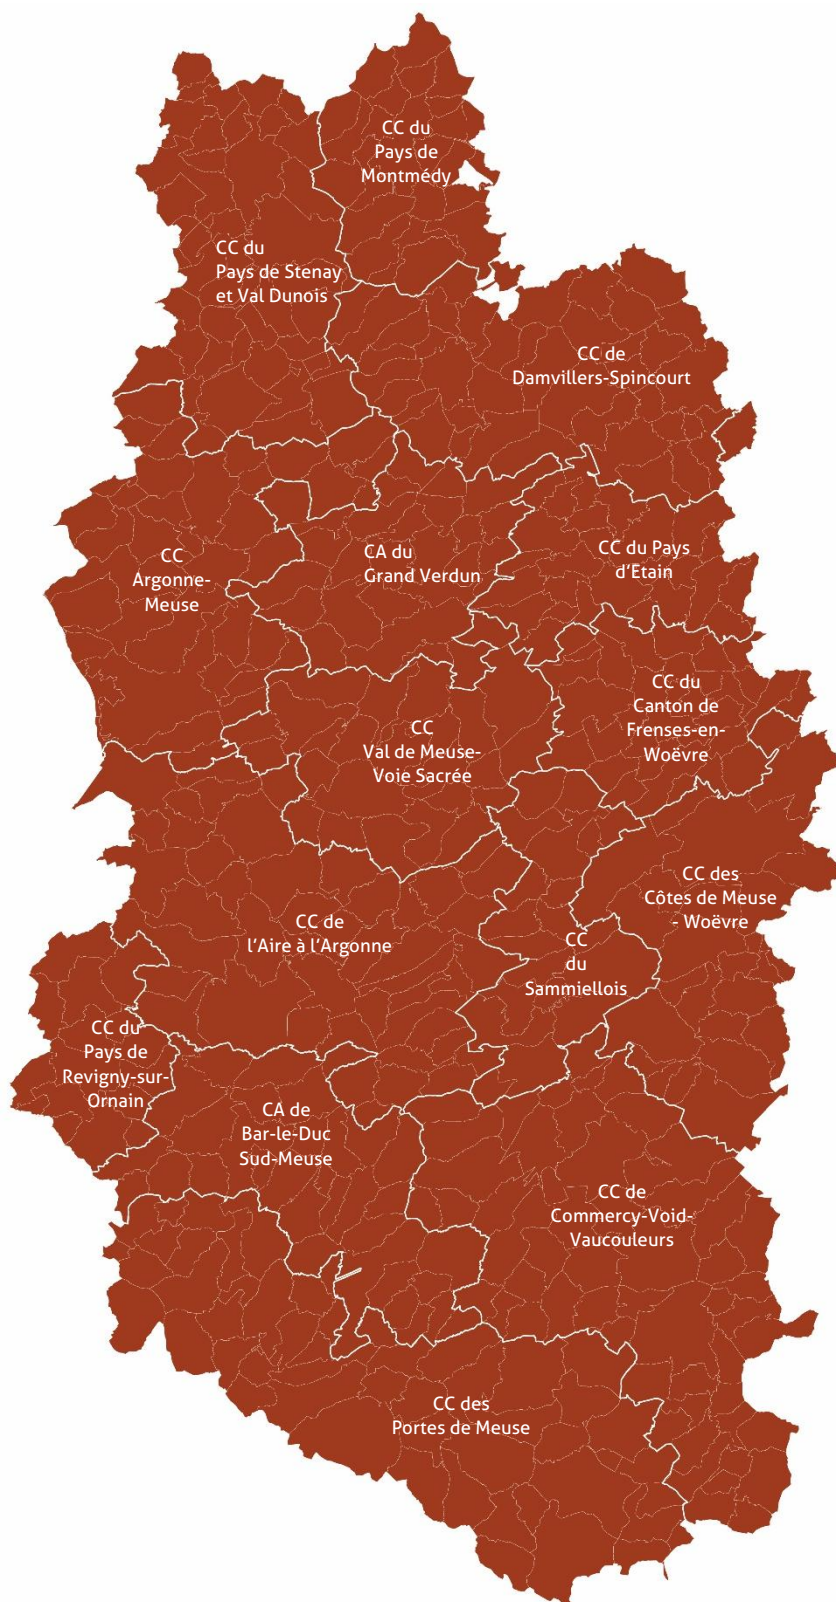 CC du
Pays de
Montmédy
CC du
Pays de Stenay
et Val Dunois
CC de
Damvillers-Spincourt
CC
Argonne-
Meuse
CA du
Grand Verdun
CC du Pays
d'Etain
CC du
Canton de
Frenses-en-
Woëvre
CC
Val de Meuse-
Voie Sacrée
CC des
Côtes de Meuse
- Woëvre
CC de
l'Aire à l'Argonne
CC
du
Sammiellois
CC du
Pays de
Revigny-sur-
Ornain
CA de
Bar-le-Duc
Sud-Meuse
CC de
Commercy-Void-
Vaucouleurs
CC des
Portes de Meuse